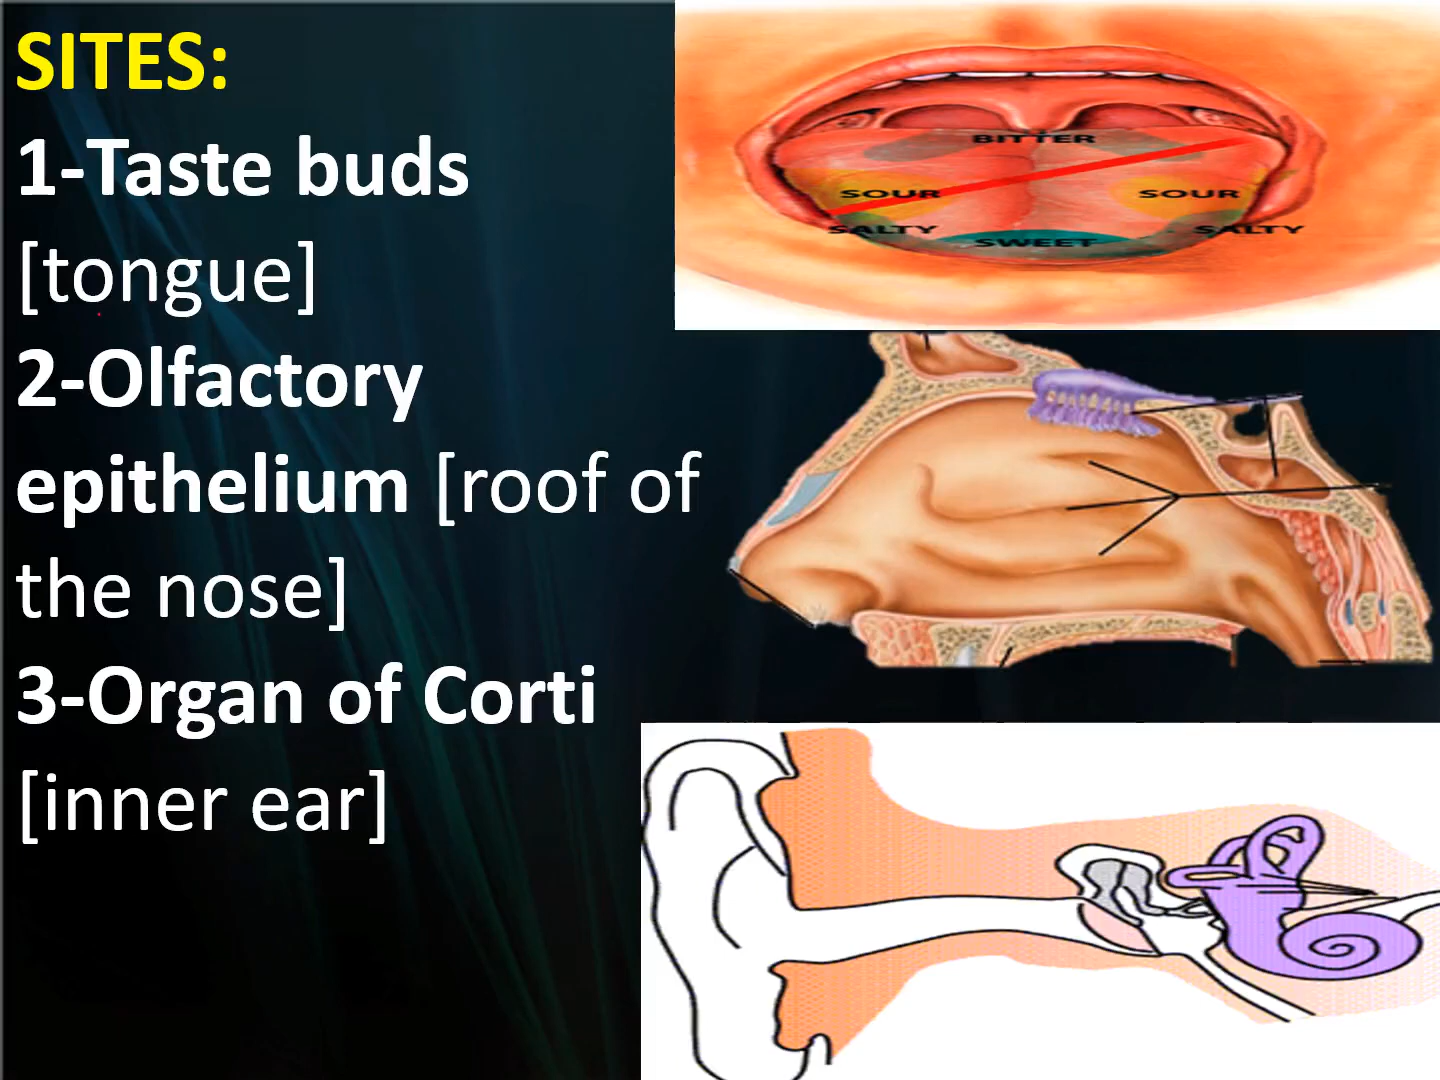 SITES:
1-Taste buds
[tongue]
2-Olfactory
epithelium [roof of
the nose]
3-Organ of Corti
[inner ear]
BITTER
SOUR SOUR
SALTY SALTY
SWEET